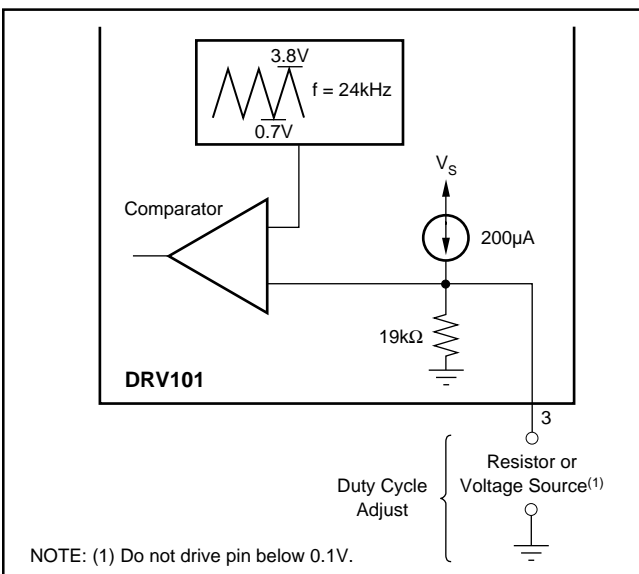 3.8V
f = 24kHz
0.7V
V_S
Comparator
200µA
19kΩ
DRV101
3
Duty Cycle
Adjust
Resistor or
Voltage Source(1)
NOTE: (1) Do not drive pin below 0.1V.